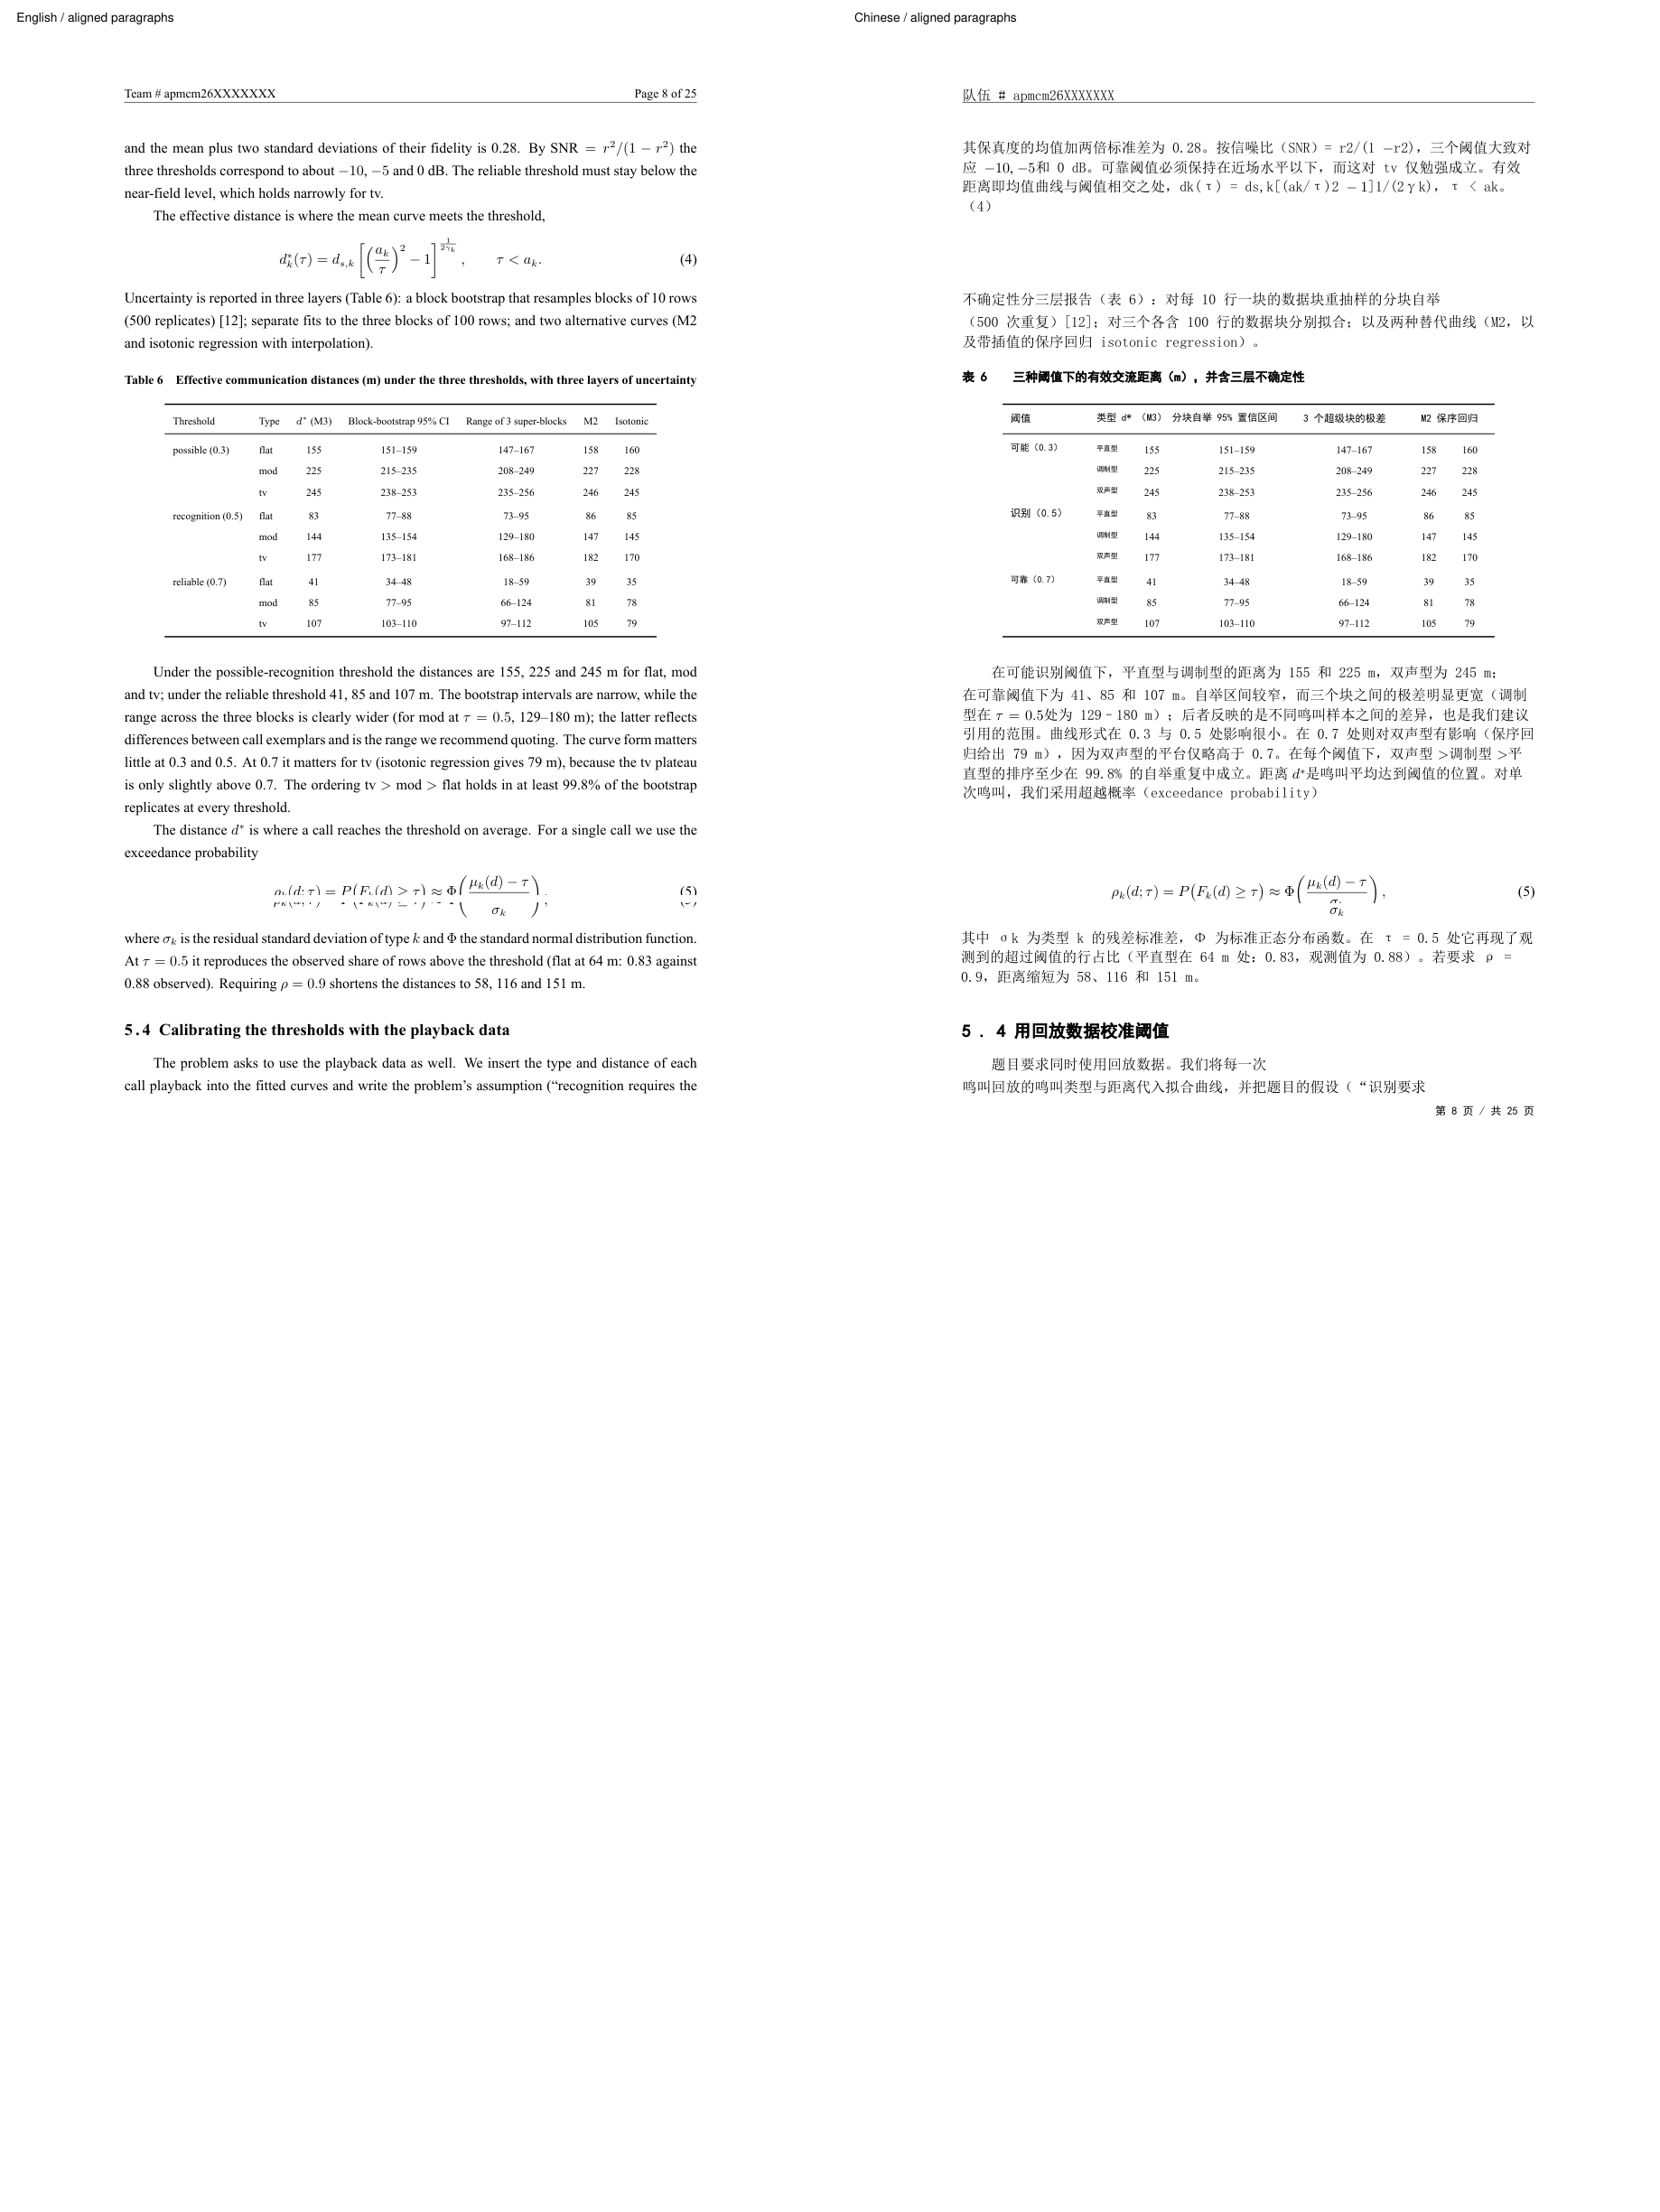 English / aligned paragraphs
Team # apmcm26XXXXXXX Page 8 of 25
and the mean plus two standard deviations of their fidelity is 0.28. By SNR = r²/(1 − r²) the
three thresholds correspond to about −10, −5 and 0 dB. The reliable threshold must stay below the
near-field level, which holds narrowly for tv.
The effective distance is where the mean curve meets the threshold,
d*_k(τ) = d_{s,k} [(a_k/τ)² − 1]^{1/(2γ_k)}, τ < a_k. (4)
Uncertainty is reported in three layers (Table 6): a block bootstrap that resamples blocks of 10 rows
(500 replicates) [12]; separate fits to the three blocks of 100 rows; and two alternative curves (M2
and isotonic regression with interpolation).
Table 6 Effective communication distances (m) under the three thresholds, with three layers of uncertainty
Threshold Type d* (M3) Block-bootstrap 95% CI Range of 3 super-blocks M2 Isotonic
possible (0.3) flat 155 151–159 147–167 158 160
mod 225 215–235 208–249 227 228
tv 245 238–253 235–256 246 245
recognition (0.5) flat 83 77–88 73–95 86 85
mod 144 135–154 129–180 147 145
tv 177 173–181 168–186 182 170
reliable (0.7) flat 41 34–48 18–59 39 35
mod 85 77–95 66–124 81 78
tv 107 103–110 97–112 105 79
Under the possible-recognition threshold the distances are 155, 225 and 245 m for flat, mod
and tv; under the reliable threshold 41, 85 and 107 m. The bootstrap intervals are narrow, while the
range across the three blocks is clearly wider (for mod at τ = 0.5, 129–180 m); the latter reflects
differences between call exemplars and is the range we recommend quoting. The curve form matters
little at 0.3 and 0.5. At 0.7 it matters for tv (isotonic regression gives 79 m), because the tv plateau
is only slightly above 0.7. The ordering tv > mod > flat holds in at least 99.8% of the bootstrap
replicates at every threshold.
The distance d* is where a call reaches the threshold on average. For a single call we use the
exceedance probability
ρ_k(d; τ) = P(F_k(d) ≥ τ) ≈ Φ((μ_k(d) − τ)/σ_k), (5)
where σ_k is the residual standard deviation of type k and Φ the standard normal distribution function.
At τ = 0.5 it reproduces the observed share of rows above the threshold (flat at 64 m: 0.83 against
0.88 observed). Requiring ρ = 0.9 shortens the distances to 58, 116 and 151 m.
5.4 Calibrating the thresholds with the playback data
The problem asks to use the playback data as well. We insert the type and distance of each
call playback into the fitted curves and write the problem's assumption (“recognition requires the
Chinese / aligned paragraphs
队伍 # apmcm26XXXXXXX
其保真度的均值加两倍标准差为 0.28。按信噪比（SNR）= r2/(1 −r2)，三个阈值大致对
应 −10, −5和 0 dB。可靠阈值必须保持在近场水平以下，而这对 tv 仅勉强成立。有效
距离即均值曲线与阈值相交之处，dk(τ) = ds,k[(ak/τ)2 − 1]1/(2γk)，τ < ak。
（4）
不确定性分三层报告（表 6）：对每 10 行一块的数据块重抽样的分块自举
（500 次重复）[12]；对三个各含 100 行的数据块分别拟合；以及两种替代曲线（M2，以
及带插值的保序回归 isotonic regression）。
表 6 三种阈值下的有效交流距离（m），并含三层不确定性
阈值 类型 d* （M3） 分块自举 95% 置信区间 3 个超级块的极差 M2 保序回归
可能（0.3） 平直型 155 151–159 147–167 158 160
调制型 225 215–235 208–249 227 228
双声型 245 238–253 235–256 246 245
识别（0.5） 平直型 83 77–88 73–95 86 85
调制型 144 135–154 129–180 147 145
双声型 177 173–181 168–186 182 170
可靠（0.7） 平直型 41 34–48 18–59 39 35
调制型 85 77–95 66–124 81 78
双声型 107 103–110 97–112 105 79
在可能识别阈值下，平直型与调制型的距离为 155 和 225 m，双声型为 245 m；
在可靠阈值下为 41、85 和 107 m。自举区间较窄，而三个块之间的极差明显更宽（调制
型在 τ = 0.5处为 129–180 m）；后者反映的是不同鸣叫样本之间的差异，也是我们建议
引用的范围。曲线形式在 0.3 与 0.5 处影响很小。在 0.7 处则对双声型有影响（保序回
归给出 79 m），因为双声型的平台仅略高于 0.7。在每个阈值下，双声型 >调制型 >平
直型的排序至少在 99.8% 的自举重复中成立。距离 d*是鸣叫平均达到阈值的位置。对单
次鸣叫，我们采用超越概率（exceedance probability）
ρ_k(d; τ) = P(F_k(d) ≥ τ) ≈ Φ((μ_k(d) − τ)/σ_k), (5)
其中 σk 为类型 k 的残差标准差，Φ 为标准正态分布函数。在 τ = 0.5 处它再现了观
测到的超过阈值的行占比（平直型在 64 m 处：0.83，观测值为 0.88）。若要求 ρ =
0.9，距离缩短为 58、116 和 151 m。
5．4 用回放数据校准阈值
题目要求同时使用回放数据。我们将每一次
鸣叫回放的鸣叫类型与距离代入拟合曲线，并把题目的假设（“识别要求
第 8 页 / 共 25 页